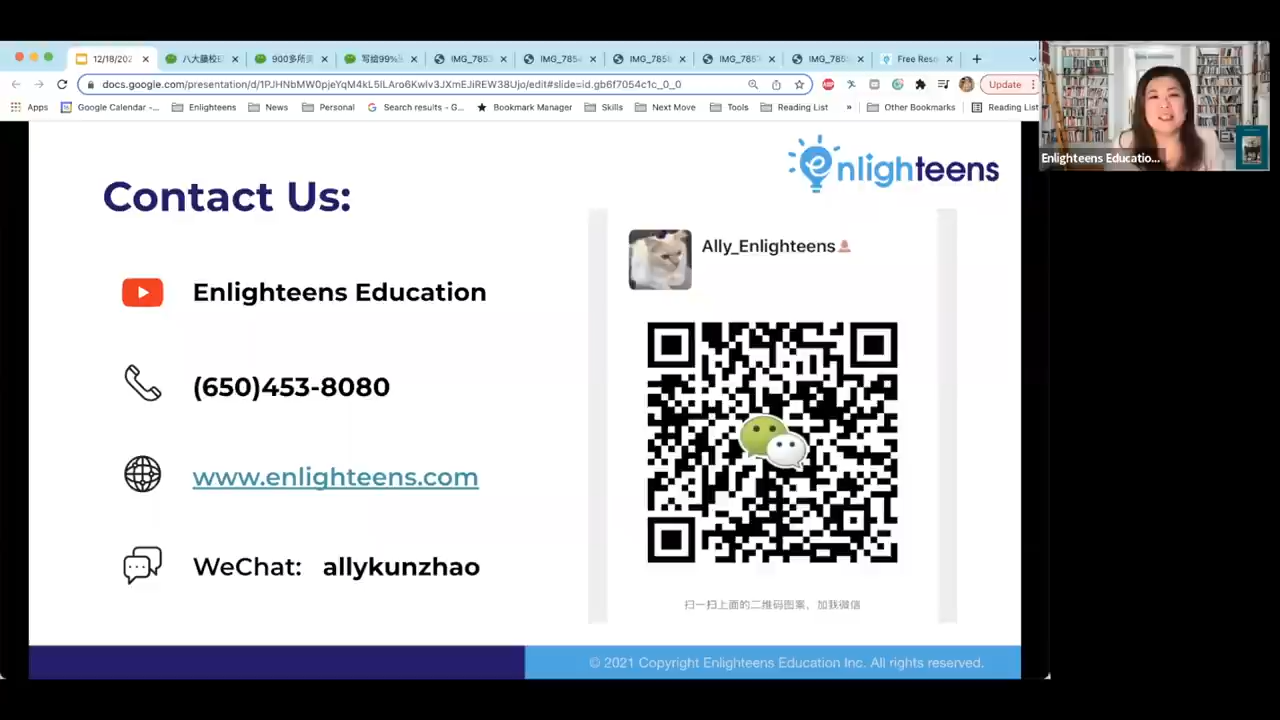 12/18/202
八大藤校E
900多所美
写给99%
IMG_785
IMG_785
IMG_785
IMG_785
IMG_785
Free Reso
docs.google.com/presentation/d/1PJHNbMW0pjeYqM4kL5ILAro6Kwlv3JXmEJiREW38Ujo/edit#slide=id.gb6f7054c1c_0_0
Update
Apps
Google Calendar -...
Enlighteens
News
Personal
Search results - G...
Bookmark Manager
Skills
Next Move
Tools
Reading List
»
Other Bookmarks
Reading List
Enlighteens Educatio...
enlighteens
Contact Us:
Ally_Enlighteens
Enlighteens Education
(650)453-8080
www.enlighteens.com
WeChat: allykunzhao
扫一扫上面的二维码图案，加我微信
© 2021 Copyright Enlighteens Education Inc. All rights reserved.